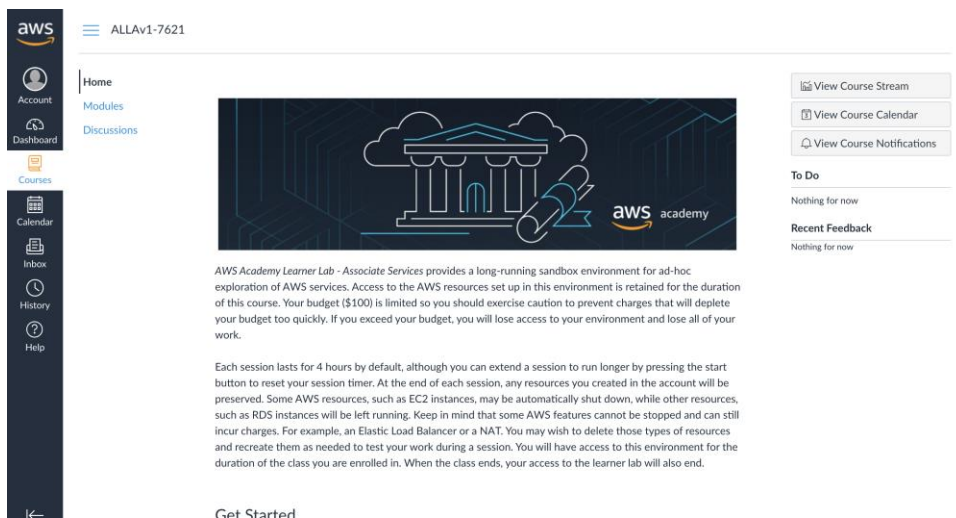 aws
ALLAv1-7621
Account
Dashboard
Courses
Calendar
Inbox
History
Help
Home
Modules
Discussions
aws academy
AWS Academy Learner Lab - Associate Services provides a long-running sandbox environment for ad-hoc
exploration of AWS services. Access to the AWS resources set up in this environment is retained for the duration
of this course. Your budget ($100) is limited so you should exercise caution to prevent charges that will deplete
your budget too quickly. If you exceed your budget, you will lose access to your environment and lose all of your
work.
Each session lasts for 4 hours by default, although you can extend a session to run longer by pressing the start
button to reset your session timer. At the end of each session, any resources you created in the account will be
preserved. Some AWS resources, such as EC2 instances, may be automatically shut down, while other resources,
such as RDS instances will be left running. Keep in mind that some AWS features cannot be stopped and can still
incur charges. For example, an Elastic Load Balancer or a NAT. You may wish to delete those types of resources
and recreate them as needed to test your work during a session. You will have access to this environment for the
duration of the class you are enrolled in. When the class ends, your access to the learner lab will also end.
Get Started
View Course Stream
View Course Calendar
View Course Notifications
To Do
Nothing for now
Recent Feedback
Nothing for now